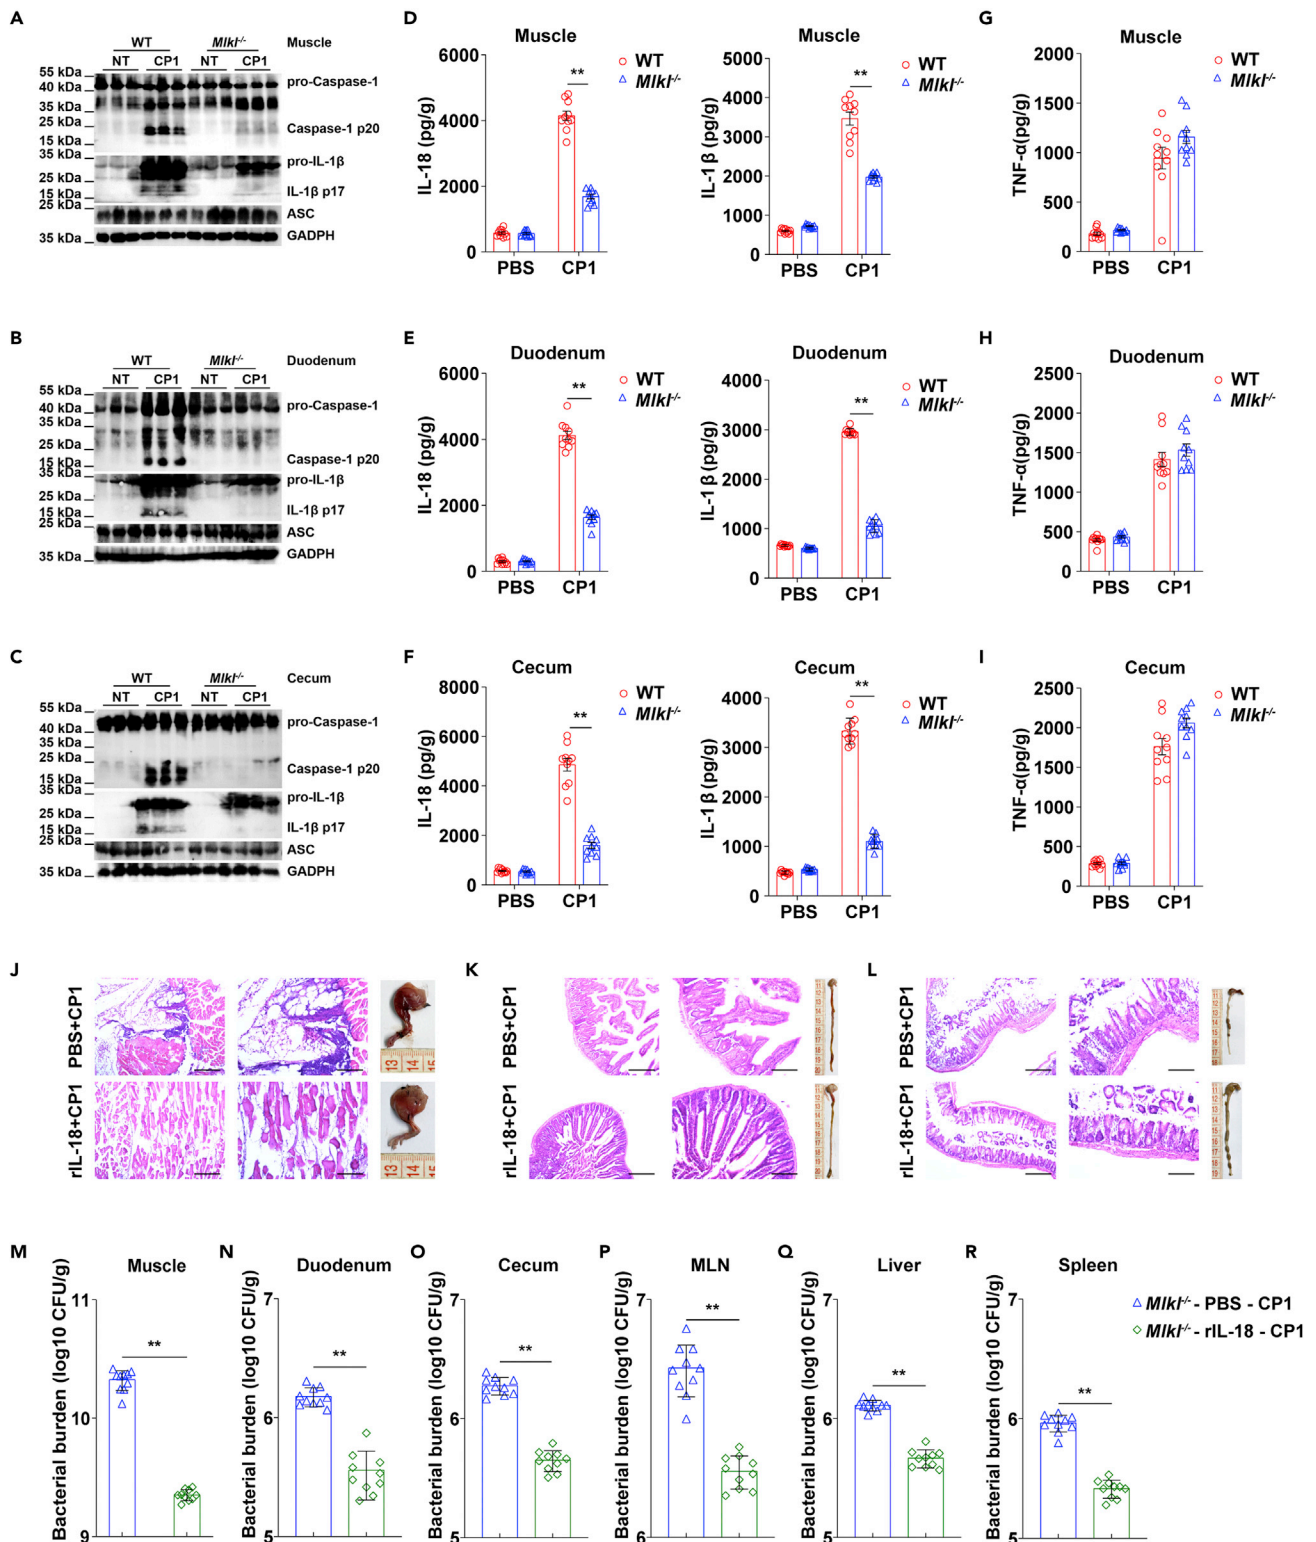 A
WT Mlkl-/- Muscle
NT CP1 NT CP1
55 kDa
40 kDa
35 kDa
25 kDa
15 kDa
35 kDa
25 kDa
15 kDa
25 kDa
35 kDa
pro-Caspase-1
Caspase-1 p20
pro-IL-1β
IL-1β p17
ASC
GADPH
D
Muscle
IL-18 (pg/g)
6000
4000
2000
0
**
PBS CP1
WT
Mlkl-/-
Muscle
IL-1β (pg/g)
5000
4000
3000
2000
1000
0
**
PBS CP1
WT
Mlkl-/-
G
Muscle
TNF-α(pg/g)
2000
1500
1000
500
0
PBS CP1
WT
Mlkl-/-
B
WT Mlkl-/- Duodenum
NT CP1 NT CP1
55 kDa
40 kDa
35 kDa
25 kDa
15 kDa
35 kDa
25 kDa
15 kDa
25 kDa
35 kDa
pro-Caspase-1
Caspase-1 p20
pro-IL-1β
IL-1β p17
ASC
GADPH
E
Duodenum
IL-18 (pg/g)
6000
4000
2000
0
**
PBS CP1
WT
Mlkl-/-
Duodenum
IL-1β (pg/g)
4000
3000
2000
1000
0
**
PBS CP1
WT
Mlkl-/-
H
Duodenum
TNF-α(pg/g)
2500
2000
1500
1000
500
0
PBS CP1
WT
Mlkl-/-
C
WT Mlkl-/- Cecum
NT CP1 NT CP1
55 kDa
40 kDa
35 kDa
25 kDa
15 kDa
35 kDa
25 kDa
15 kDa
25 kDa
35 kDa
pro-Caspase-1
Caspase-1 p20
pro-IL-1β
IL-1β p17
ASC
GADPH
F
Cecum
IL-18 (pg/g)
8000
6000
4000
2000
0
**
PBS CP1
WT
Mlkl-/-
Cecum
IL-1β (pg/g)
4000
3000
2000
1000
0
**
PBS CP1
WT
Mlkl-/-
I
Cecum
TNF-α(pg/g)
2500
2000
1500
1000
500
0
PBS CP1
WT
Mlkl-/-
J
PBS+CP1
rIL-18+CP1
13 14 15
13 14 15
K
PBS+CP1
rIL-18+CP1
L
PBS+CP1
rIL-18+CP1
M
Muscle
Bacterial burden (log10 CFU/g)
11
10
9
**
N
Duodenum
Bacterial burden (log10 CFU/g)
7
6
5
**
O
Cecum
Bacterial burden (log10 CFU/g)
7
6
5
**
P
MLN
Bacterial burden (log10 CFU/g)
7
6
**
Q
Liver
Bacterial burden (log10 CFU/g)
7
6
5
**
R
Spleen
Bacterial burden (log10 CFU/g)
7
6
5
**
Mlkl-/- - PBS - CP1
Mlkl-/- - rIL-18 - CP1